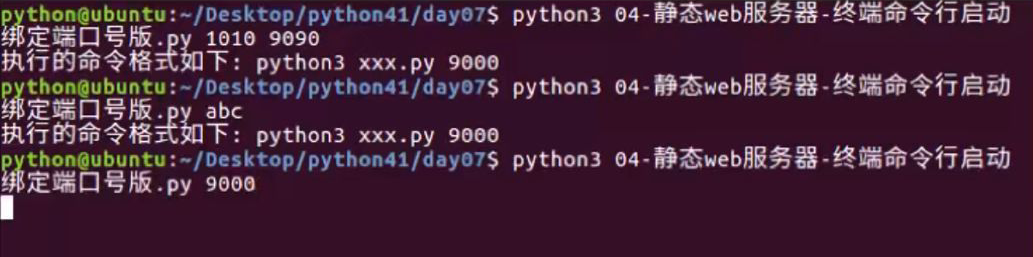 python@ubuntu:~/Desktop/python41/day07$ python3 04-静态web服务器-终端命令行启动
绑定端口号版.py 1010 9090
执行的命令格式如下: python3 xxx.py 9000
python@ubuntu:~/Desktop/python41/day07$ python3 04-静态web服务器-终端命令行启动
绑定端口号版.py abc
执行的命令格式如下: python3 xxx.py 9000
python@ubuntu:~/Desktop/python41/day07$ python3 04-静态web服务器-终端命令行启动
绑定端口号版.py 9000